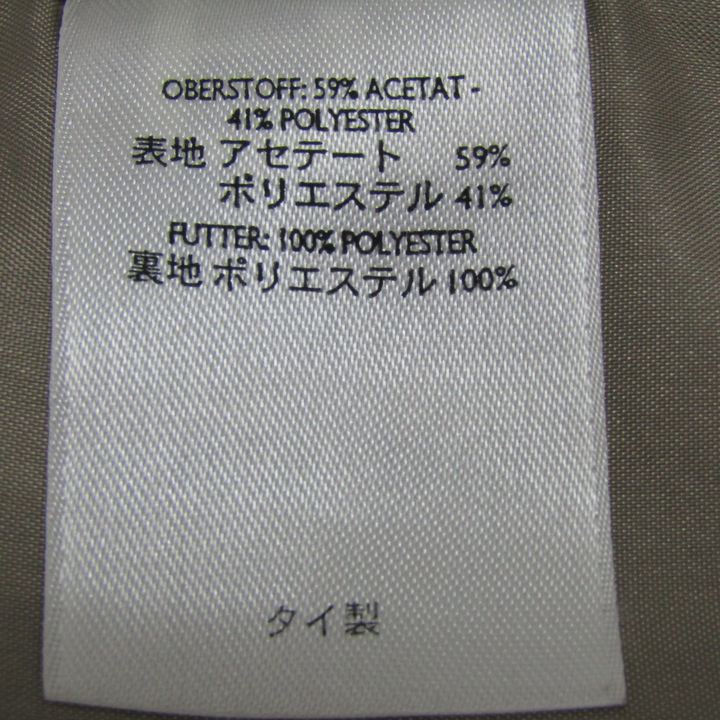 OBERSTOFF: 59% ACETAT -
41% POLYESTER
表地 アセテート 59%
ポリエステル 41%
FUTTER: 100% POLYESTER
裏地 ポリエステル 100%
タイ製